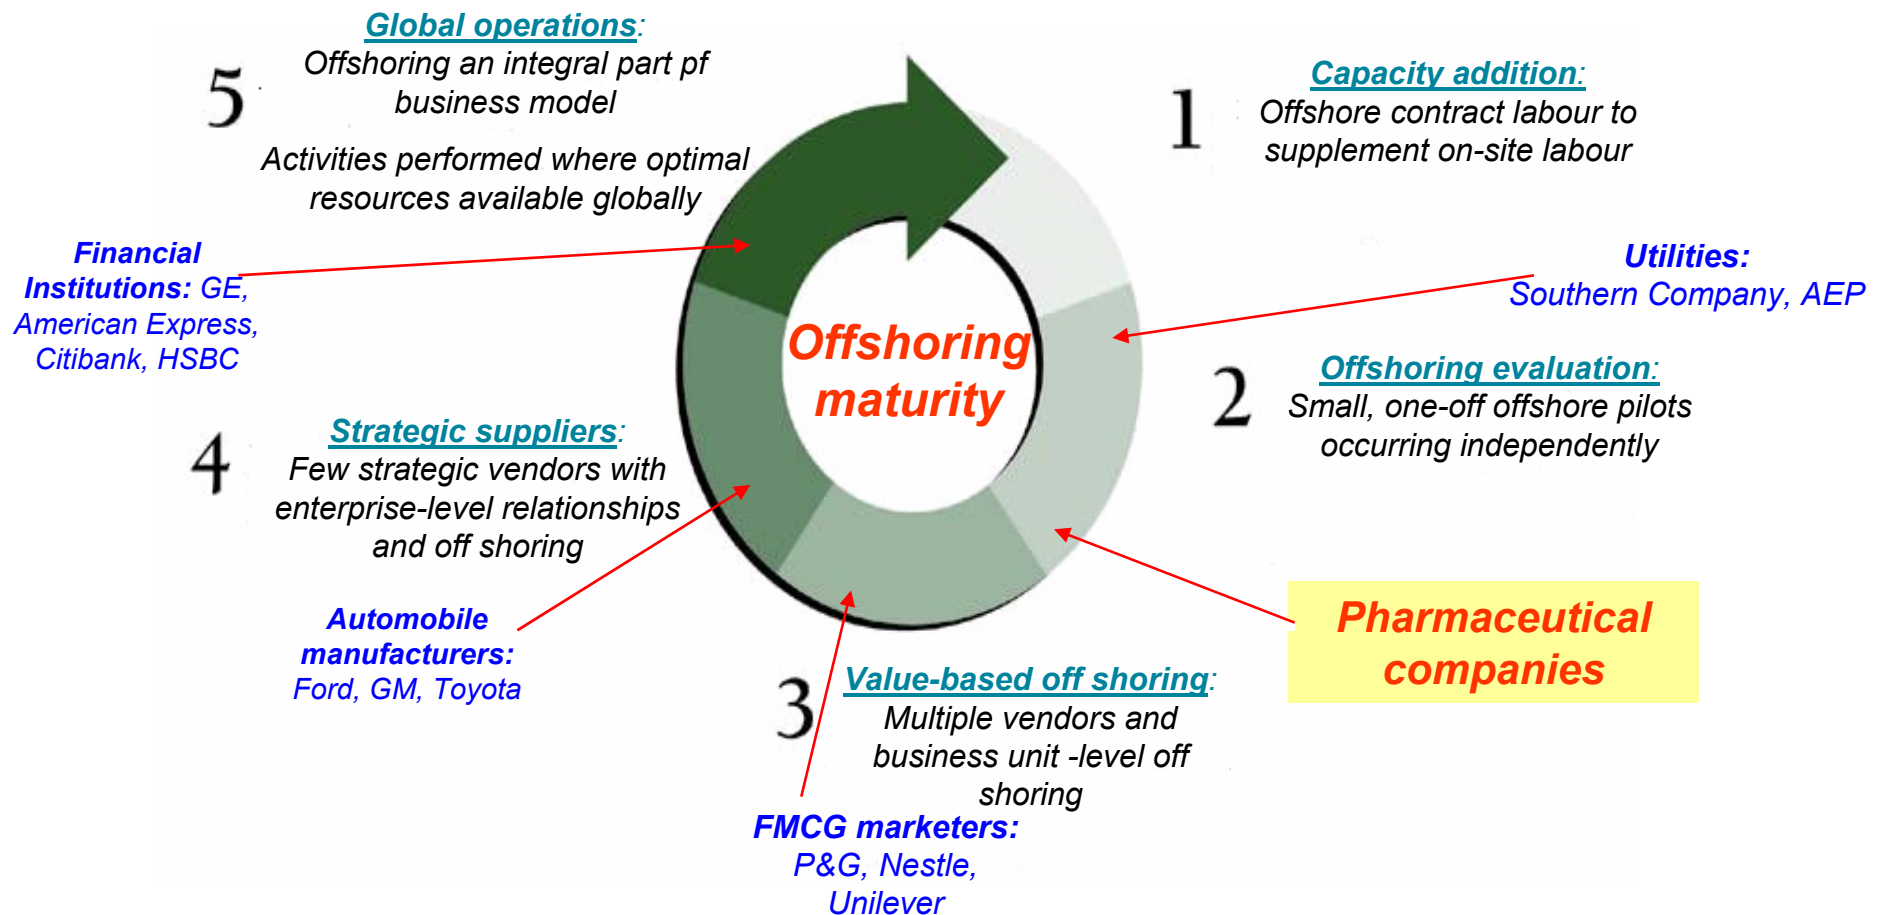 Global operations:
Offshoring an integral part pf
business model
Activities performed where optimal
resources available globally
5
1
Capacity addition:
Offshore contract labour to
supplement on-site labour
Financial
Institutions: GE,
American Express,
Citibank, HSBC
Utilities:
Southern Company, AEP
Offshoring
maturity
2
Offshoring evaluation:
Small, one-off offshore pilots
occurring independently
4
Strategic suppliers:
Few strategic vendors with
enterprise-level relationships
and off shoring
Automobile
manufacturers:
Ford, GM, Toyota
Pharmaceutical
companies
3
Value-based off shoring:
Multiple vendors and
business unit -level off
shoring
FMCG marketers:
P&G, Nestle,
Unilever